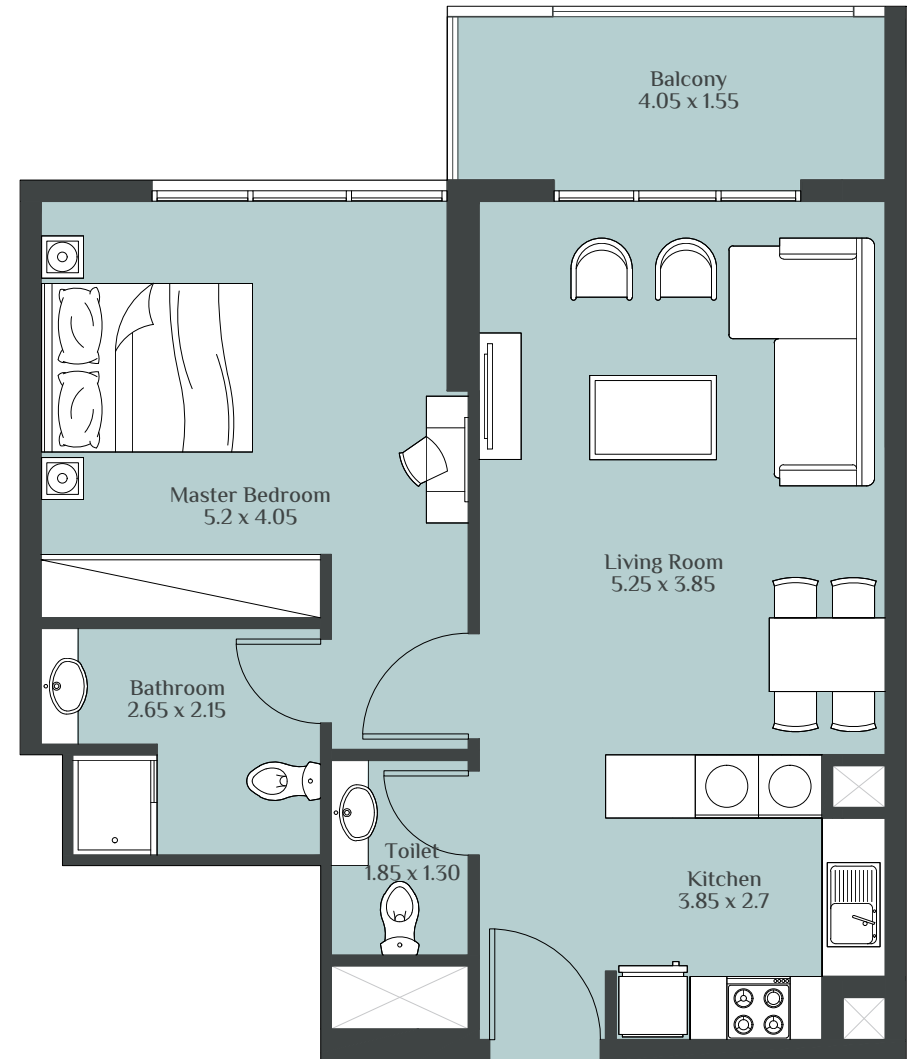 Balcony
4.05 x 1.55
Master Bedroom
5.2 x 4.05
Living Room
5.25 x 3.85
Bathroom
2.65 x 2.15
Toilet
1.85 x 1.30
Kitchen
3.85 x 2.7